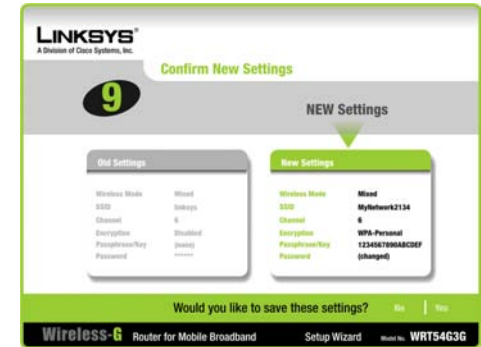 LINKSYS®
A Division of Cisco Systems, Inc.
Confirm New Settings
9
NEW Settings
Old Settings
Wireless Mode Mixed
SSID linksys
Channel 6
Encryption Disabled
Passphrase/Key (none)
Password ******
New Settings
Wireless Mode Mixed
SSID MyNetwork2134
Channel 6
Encryption WPA-Personal
Passphrase/Key 1234567890ABCDEF
Password (changed)
Would you like to save these settings? No Yes
Wireless-G Router for Mobile Broadband Setup Wizard Model No. WRT54G3G